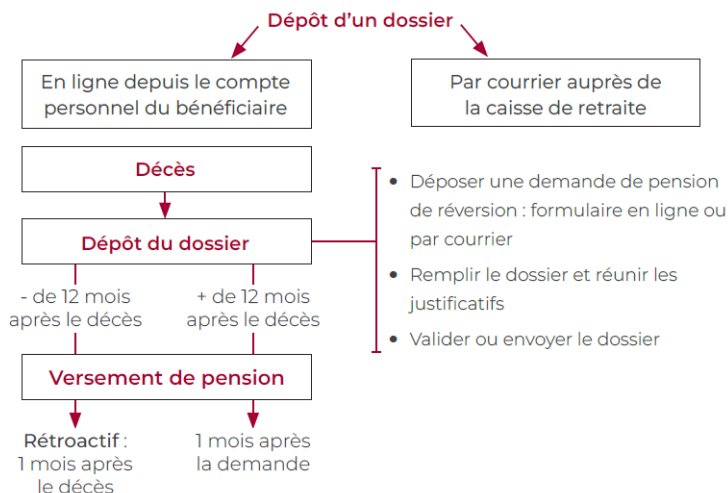 Dépôt d’un dossier
En ligne depuis le compte
personnel du bénéficiaire
Par courrier auprès de
la caisse de retraite
Décès
Dépôt du dossier
• Déposer une demande de pension
de réversion : formulaire en ligne ou
par courrier
• Remplir le dossier et réunir les
justificatifs
• Valider ou envoyer le dossier
- de 12 mois
après le décès
+ de 12 mois
après le décès
Versement de pension
Rétroactif :
1 mois après
le décès
1 mois après
la demande